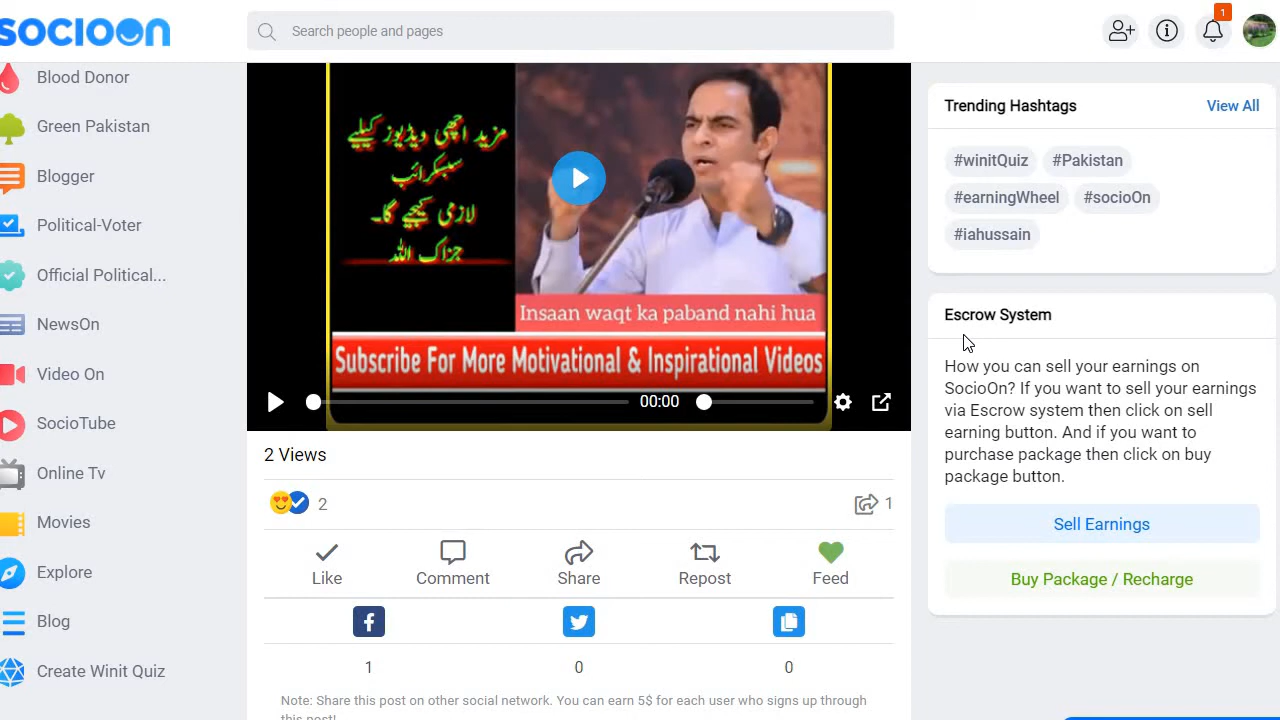 socioon
Search people and pages
1
Blood Donor
Green Pakistan
Blogger
Political-Voter
Official Political...
NewsOn
Video On
SocioTube
Online Tv
Movies
Explore
Blog
Create Winit Quiz
مزید اچھی ویڈیوز کیلیے
سبسکرائب
لازمی کیجیے گا۔
جزاک اللہ
Insaan waqt ka paband nahi hua
Subscribe For More Motivational & Inspirational Videos
00:00
2 Views
2
1
Like
Comment
Share
Repost
Feed
1
0
0
Note: Share this post on other social network. You can earn 5$ for each user who signs up through
this post!
Trending Hashtags
View All
#winitQuiz
#Pakistan
#earningWheel
#socioOn
#iahussain
Escrow System
How you can sell your earnings on
SocioOn? If you want to sell your earnings
via Escrow system then click on sell
earning button. And if you want to
purchase package then click on buy
package button.
Sell Earnings
Buy Package / Recharge